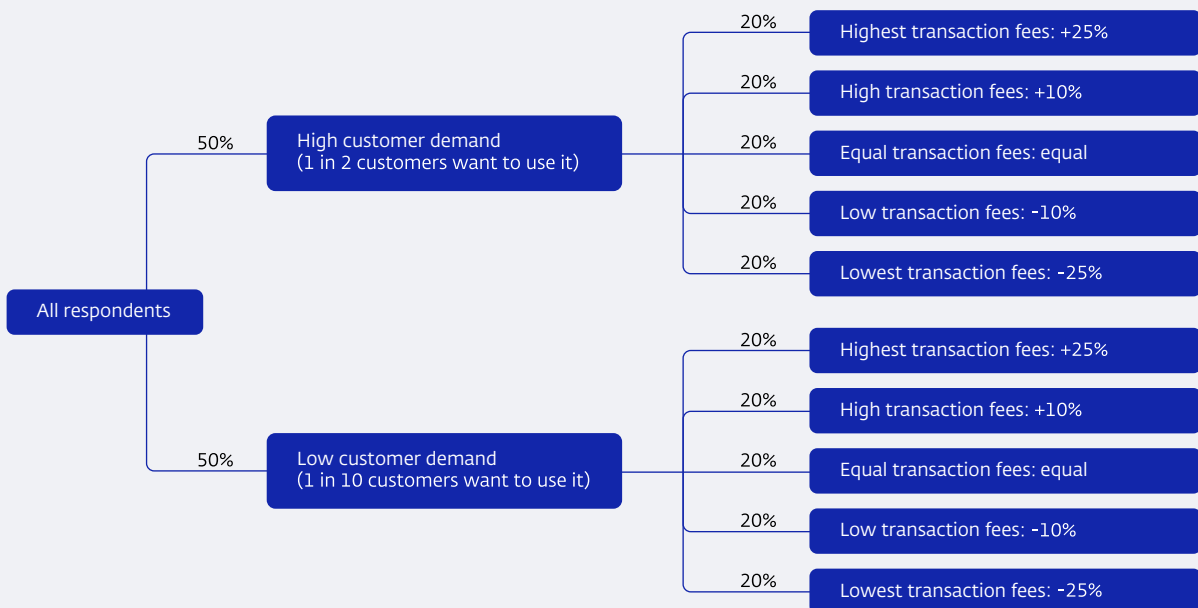 20%
Highest transaction fees: +25%
20%
High transaction fees: +10%
50%
High customer demand
(1 in 2 customers want to use it)
20%
Equal transaction fees: equal
20%
Low transaction fees: -10%
20%
Lowest transaction fees: -25%
All respondents
20%
Highest transaction fees: +25%
20%
High transaction fees: +10%
50%
Low customer demand
(1 in 10 customers want to use it)
20%
Equal transaction fees: equal
20%
Low transaction fees: -10%
20%
Lowest transaction fees: -25%